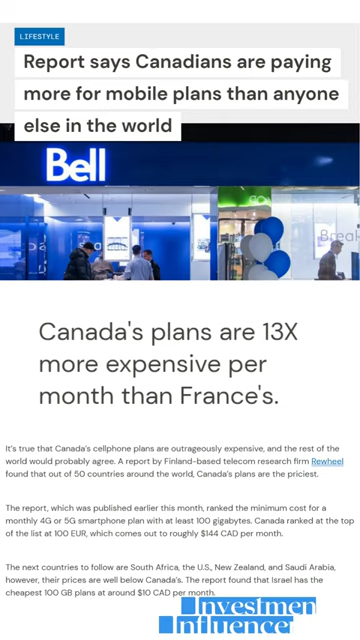 LIFESTYLE
Report says Canadians are paying
more for mobile plans than anyone
else in the world
Bell
Break
Canada's plans are 13X
more expensive per
month than France's.
It's true that Canada's cellphone plans are outrageously expensive, and the rest of the
world would probably agree. A report by Finland-based telecom research firm Rewheel
found that out of 50 countries around the world, Canada's plans are the priciest.
The report, which was published earlier this month, ranked the minimum cost for a
monthly 4G or 5G smartphone plan with at least 100 gigabytes. Canada ranked at the top
of the list at 100 EUR, which comes out to roughly $144 CAD per month.
The next countries to follow are South Africa, the U.S., New Zealand, and Saudi Arabia,
however, their prices are well below Canada's. The report found that Israel has the
cheapest 100 GB plans at around $10 CAD per month.
Investmen
Influencer